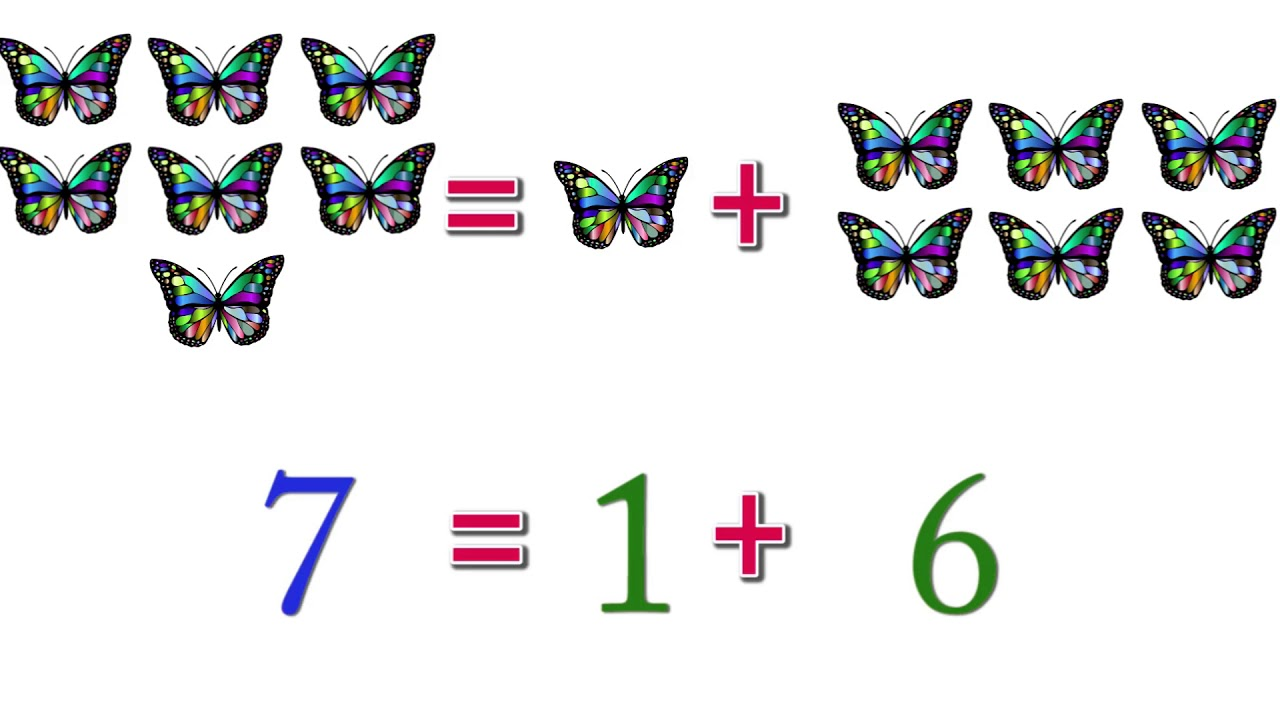 = +
7 = 1 + 6